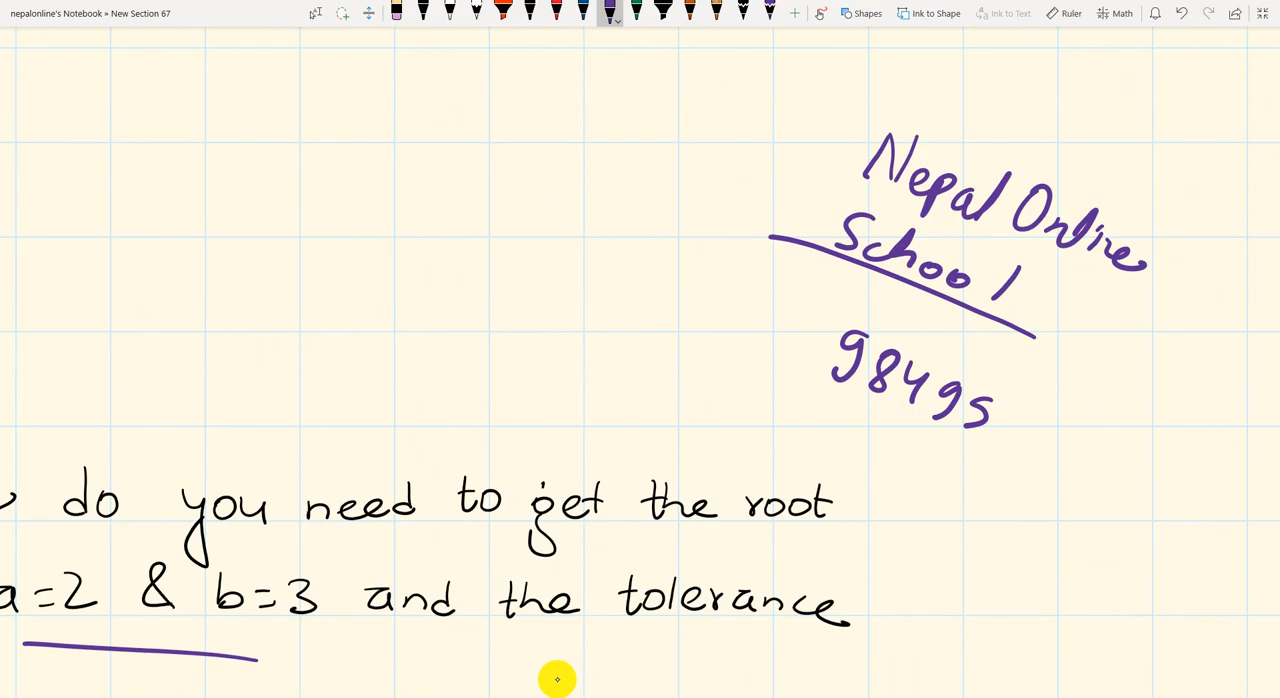 nepalonline's Notebook » New Section 67
Shapes Ink to Shape Ink to Text Ruler Math
Nepal Online
School
98495
do you need to get the root
a=2 & b=3 and the tolerance